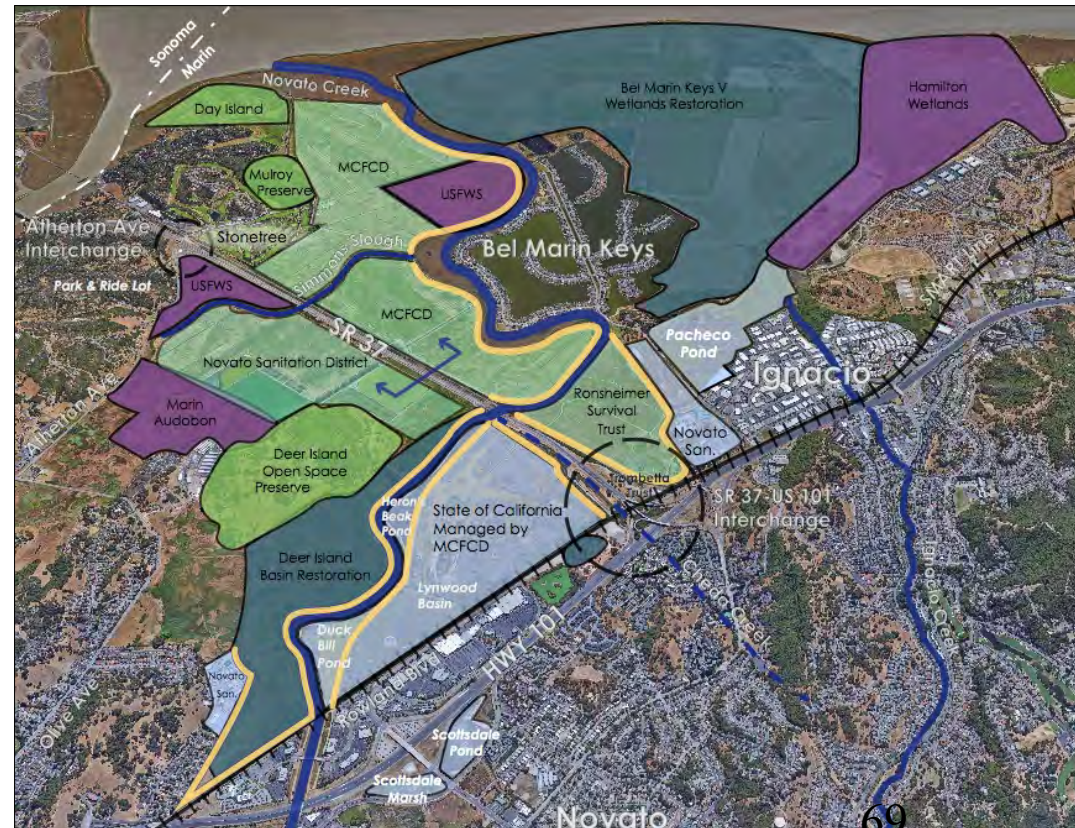 Sonoma
Marin
Novato Creek
Day Island
Bel Marin Keys V
Wetlands Restoration
Hamilton
Wetlands
MCFCD
Mulroy
Preserve
USFWS
Atherton Ave
Interchange
Stonetree
Simmons Slough
Bel Marin Keys
SMART line
Park & Ride Lot
USFWS
MCFCD
SR 37
Pacheco
Pond
Novato Sanitation District
Ignacio
Atherton Ave
Marin
Audobon
Ronsheimer
Survival
Trust
Novato
San.
Deer Island
Open Space
Preserve
Trombetta
Trust
SR 37-US 101
Interchange
Heron's
Beak
Pond
State of California
Managed by
MCFCD
Deer Island
Basin Restoration
Lynwood
Basin
Pacheco Creek
Ignacio Creek
Duck
Bill
Pond
HWY 101
Rowland Blvd
Novato
San.
Olive Ave
Scottsdale
Pond
Scottsdale
Marsh
Novato
69